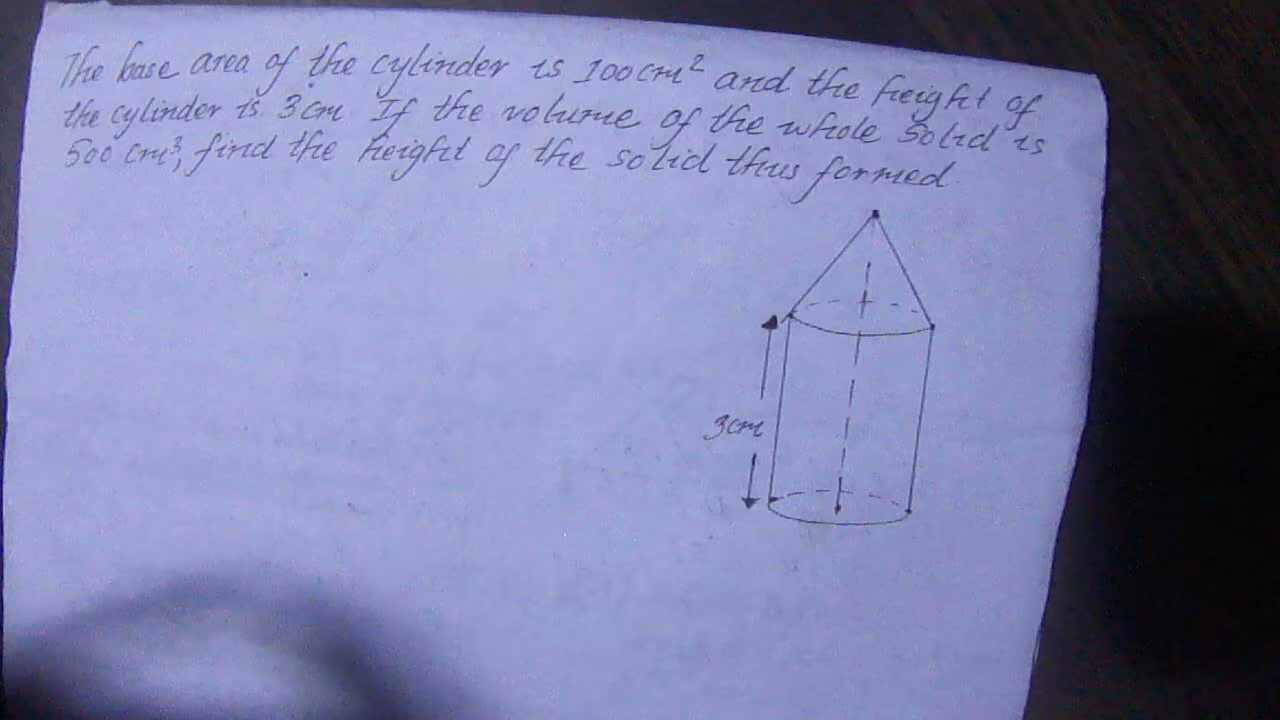 The base area of the cylinder is 100cm² and the height of
the cylinder is 3cm If the volume of the whole solid is
500 cm³, find the height of the solid thus formed.
3cm